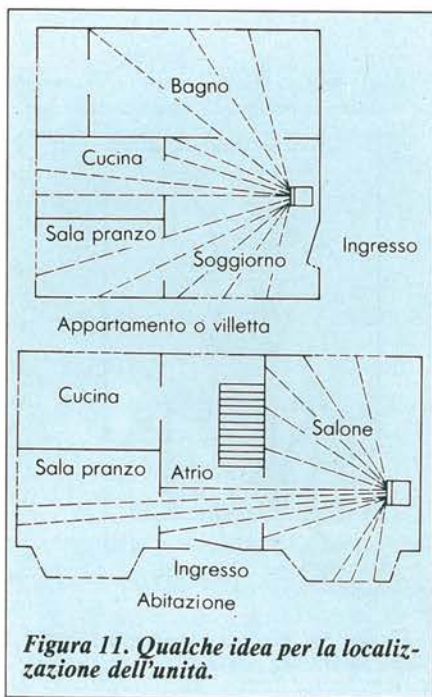 Bagno
Cucina
Sala pranzo
Soggiorno
Ingresso
Appartamento o villetta
Cucina
Salone
Sala pranzo
Atrio
Ingresso
Abitazione
Figura 11. Qualche idea per la localiz-
zazione dell'unità.